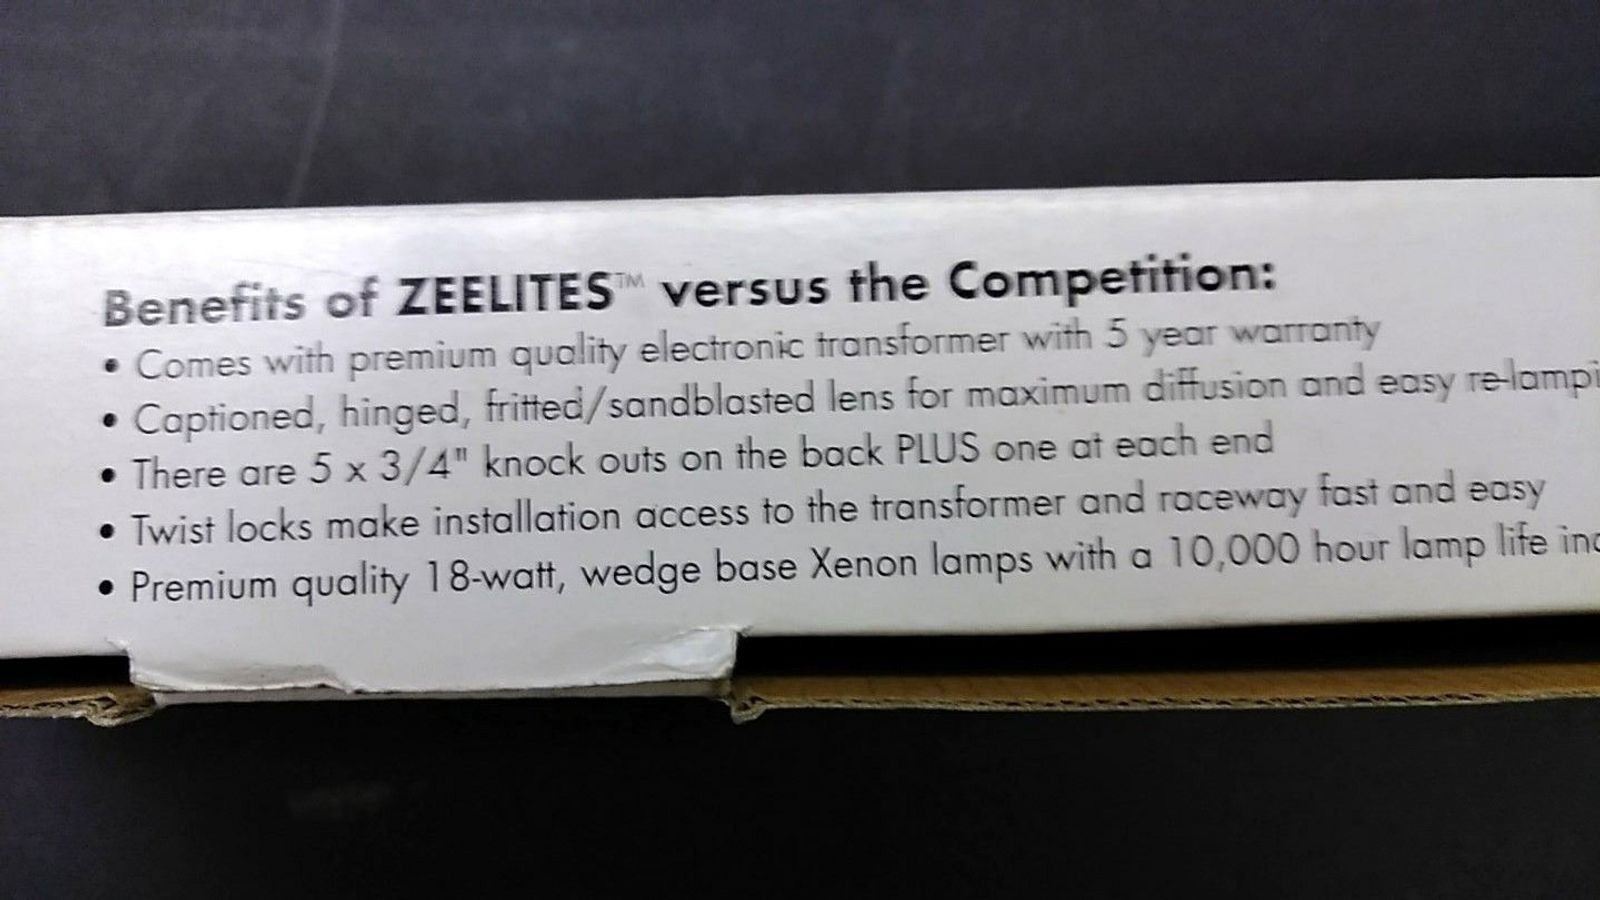 Benefits of ZEELITES™ versus the Competition:
• Comes with premium quality electronic transformer with 5 year warranty
• Captioned, hinged, fritted/sandblasted lens for maximum diffusion and easy re-lampi
• There are 5 x 3/4" knock outs on the back PLUS one at each end
• Twist locks make installation access to the transformer and raceway fast and easy
• Premium quality 18-watt, wedge base Xenon lamps with a 10,000 hour lamp life inc